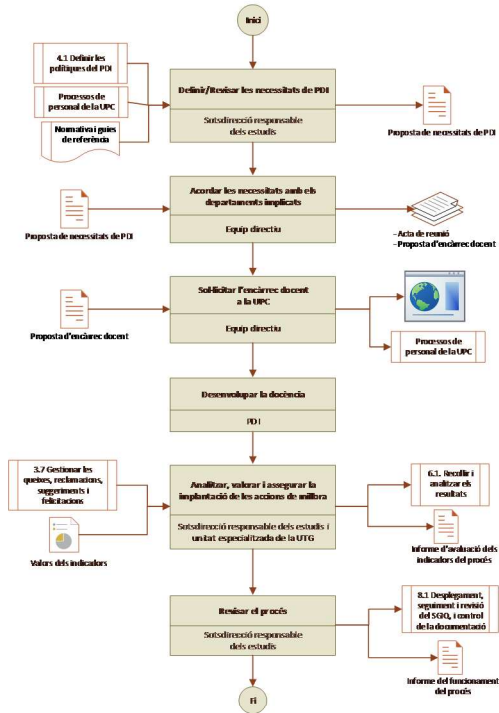 Inici
4.1 Definir les
polítiques del PDI
Processos de
personal de la UPC
Normativa i guies
de referència
Definir/Revisar les necessitats de PDI
Sotsdirecció responsable
dels estudis
Proposta de necessitats de PDI
Proposta de necessitats de PDI
Acordar les necessitats amb els
departaments implicats
Equip directiu
- Acta de reunió
- Proposta d'encàrrec docent
Proposta d'encàrrec docent
Sol·licitar l'encàrrec docent
a la UPC
Equip directiu
Processos de
personal de la UPC
Desenvolupar la docència
PDI
3.7 Gestionar les
queixes, reclamacions,
suggeriments i
felicitacions
Valors dels indicadors
Analitzar, valorar i assegurar la
implantació de les accions de millora
Sotsdirecció responsable dels estudis i
unitat especialitzada de la UTG
6.1. Recollir i
analitzar els
resultats
Informe d'avaluació dels
indicadors del procés
Revisar el procés
Sotsdirecció responsable
dels estudis
8.1 Desplegament,
seguiment i revisió
del SGIQ, i control
de la documentació
Informe del funcionament
del procés
Fi